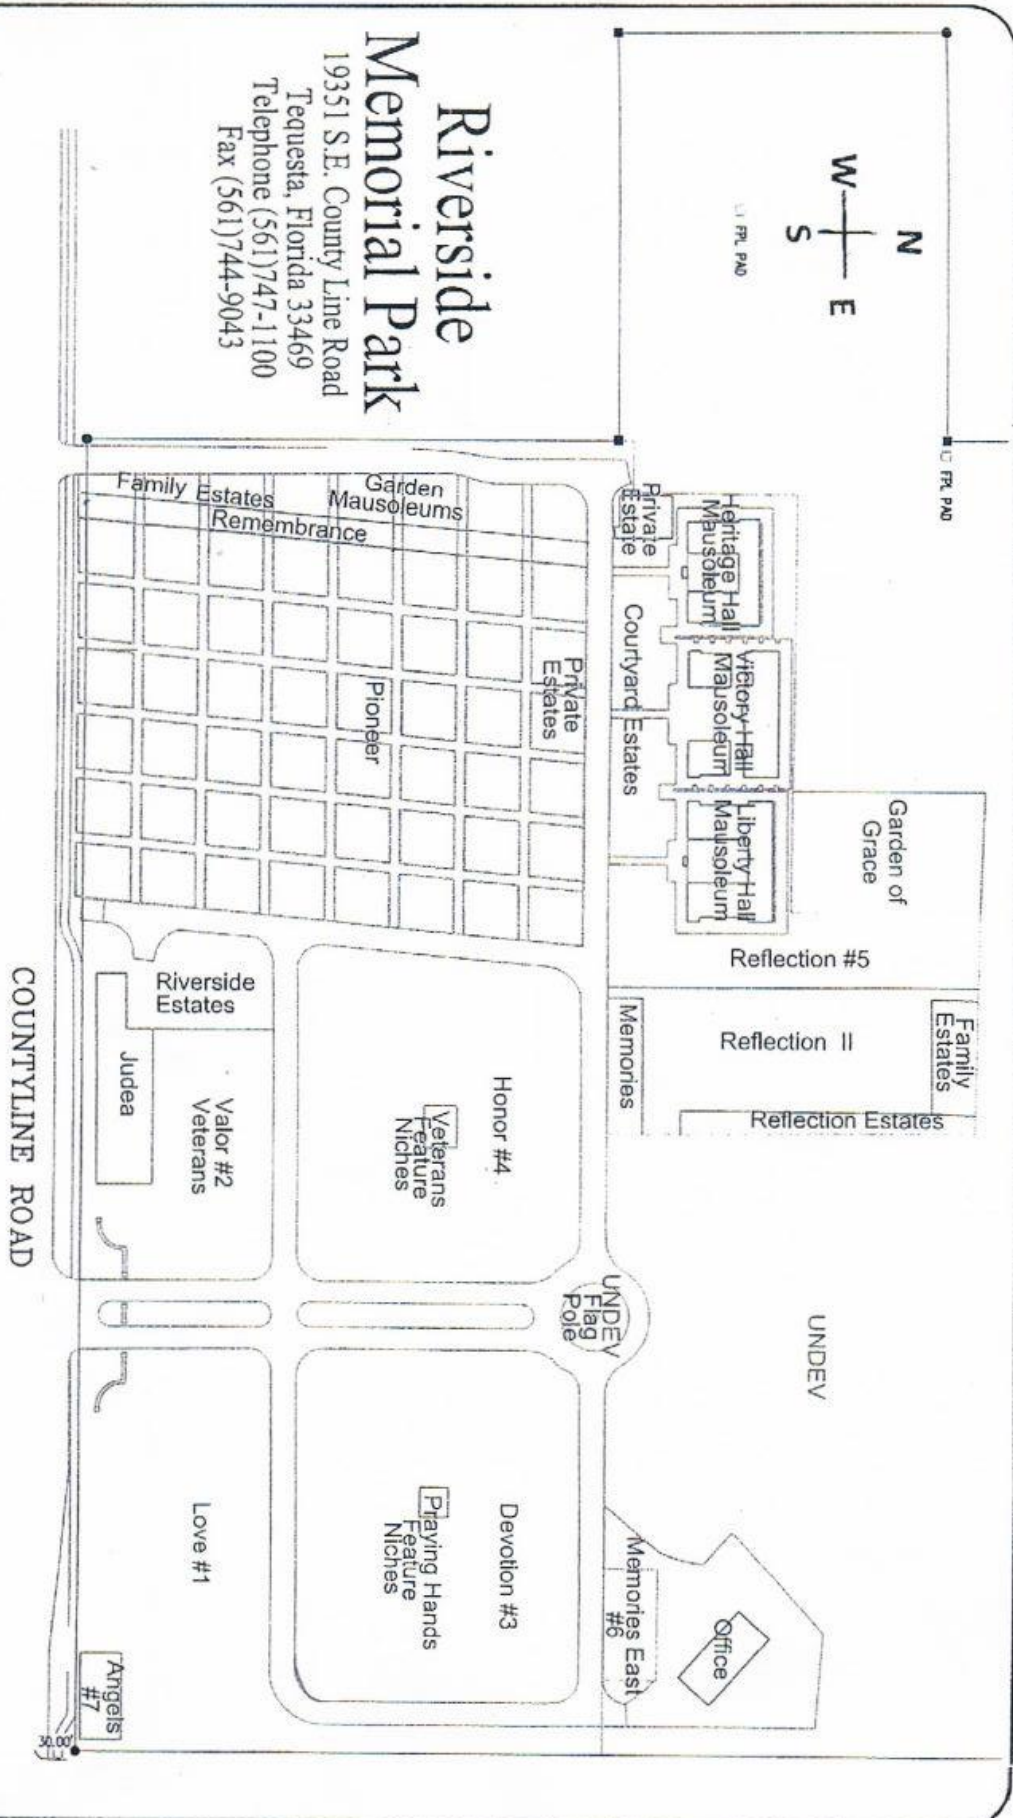 N
W
E
S
FPL PAD
FPL PAD
Riverside
Memorial Park
19351 S.E. County Line Road
Tequesta, Florida 33469
Telephone (561)747-1100
Fax (561)744-9043
Heritage Hall
Mausoleum
Victory Hall
Mausoleum
Liberty Hall
Mausoleum
Garden of
Grace
Private
Estate
Courtyard Estates
Reflection #5
Family
Estates
Reflection II
Reflection Estates
Memories
UNDEV
Garden
Mausoleums
Family Estates
Remembrance
Private
Estates
Pioneer
Riverside
Estates
Judea
Valor #2
Veterans
Honor #4
Veterans
Feature
Niches
UNDEV
Flag
Pole
Devotion #3
Praying Hands
Feature
Niches
Memories East
#6
Office
Love #1
Angels
#7
30.00'
COUNTYLINE ROAD